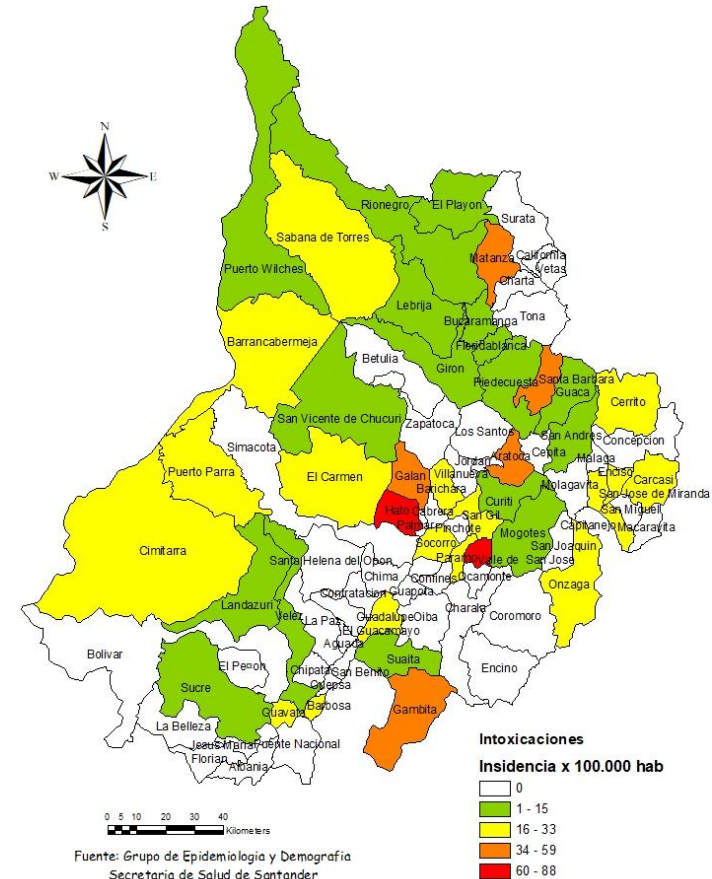 N
W E
S
Rionegro
El Playon
Surata
Sabana de Torres
Matanza
California
Vetas
Charta
Puerto Wilches
Lebrija
Bucaramanga
Tona
Barrancabermeja
Floridablanca
Betulia
Giron
Piedecuesta
Santa Barbara
Guaca
Cerrito
San Vicente de Chucuri
Zapatoca
Los Santos
San Andres
Concepcion
Simacota
Jordan
Aratoca
Cepita
Malaga
Puerto Parra
El Carmen
Galan
Villanueva
Barichara
Molagavita
Enciso
Carcasi
San Jose de Miranda
Hato
Cabrera
Curiti
San Gil
San Miguel
Palmar
Pinchote
Mogotes
Capitanejo
Macaravita
Cimitarra
Socorro
San Joaquin
Paramo
Valle de San Jose
Santa Helena del Opon
Onzaga
Chima
Confines
Ocamonte
Contratacion
Guapota
Landazuri
Charala
Velez
La Paz
Guadalupe
Oiba
Coromoro
El Guacamayo
Aguada
Bolivar
El Penon
Chipata
San Benito
Suaita
Encino
Guepsa
Sucre
Guavata
Barbosa
Gambita
La Belleza
Jesus Maria
Puente Nacional
Florian
Albania
Intoxicaciones
Insidencia x 100.000 hab
0
1 - 15
16 - 33
34 - 59
60 - 88
0 5 10 20 30 40
Kilometers
Fuente: Grupo de Epidemiologia y Demografia
Secretaria de Salud de Santander